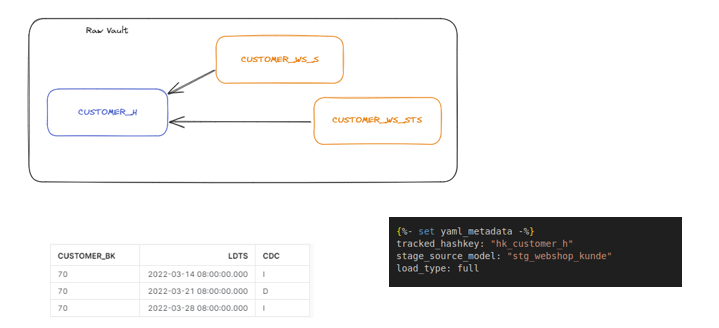 Raw Vault
CUSTOMER_WS_S
CUSTOMER_H
CUSTOMER_WS_STS
CUSTOMER_BK LDTS CDC
70 2022-03-14 08:00:00.000 I
70 2022-03-21 08:00:00.000 D
70 2022-03-28 08:00:00.000 I
{%- set yaml_metadata -%}
tracked_hashkey: "hk_customer_h"
stage_source_model: "stg_webshop_kunde"
load_type: full